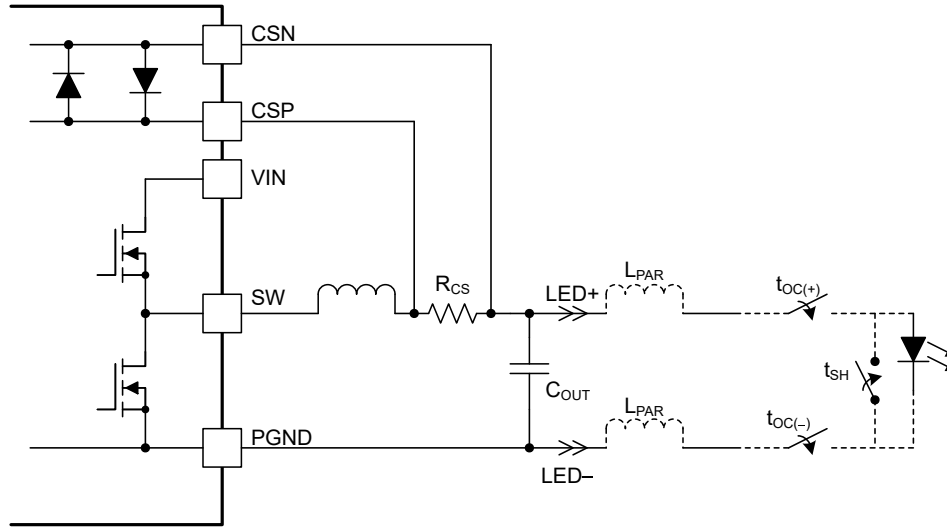 CSN
CSP
VIN
SW
RCS
LED+
LPAR
tOC(+)
tSH
COUT
LPAR
tOC(–)
PGND
LED–